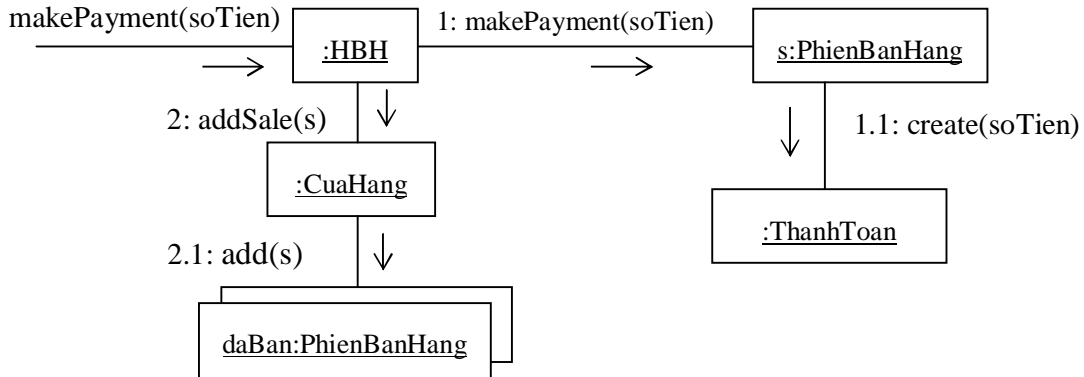 makePayment(soTien)
1: makePayment(soTien)
:HBH
s:PhienBanHang
2: addSale(s)
1.1: create(soTien)
:CuaHang
:ThanhToan
2.1: add(s)
daBan:PhienBanHang